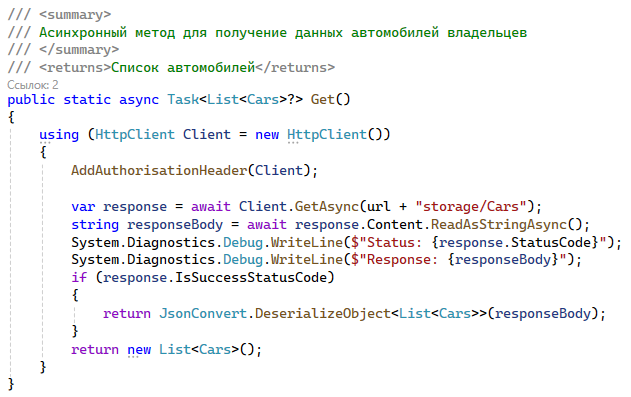 /// <summary>
/// Асинхронный метод для получение данных автомобилей владельцев
/// </summary>
/// <returns>Список автомобилей</returns>
Ссылок: 2
public static async Task<List<Cars>?> Get()
{
    using (HttpClient Client = new HttpClient())
    {
        AddAuthorisationHeader(Client);

        var response = await Client.GetAsync(url + "storage/Cars");
        string responseBody = await response.Content.ReadAsStringAsync();
        System.Diagnostics.Debug.WriteLine($"Status: {response.StatusCode}");
        System.Diagnostics.Debug.WriteLine($"Response: {responseBody}");
        if (response.IsSuccessStatusCode)
        {
            return JsonConvert.DeserializeObject<List<Cars>>(responseBody);
        }
        return new List<Cars>();
    }
}